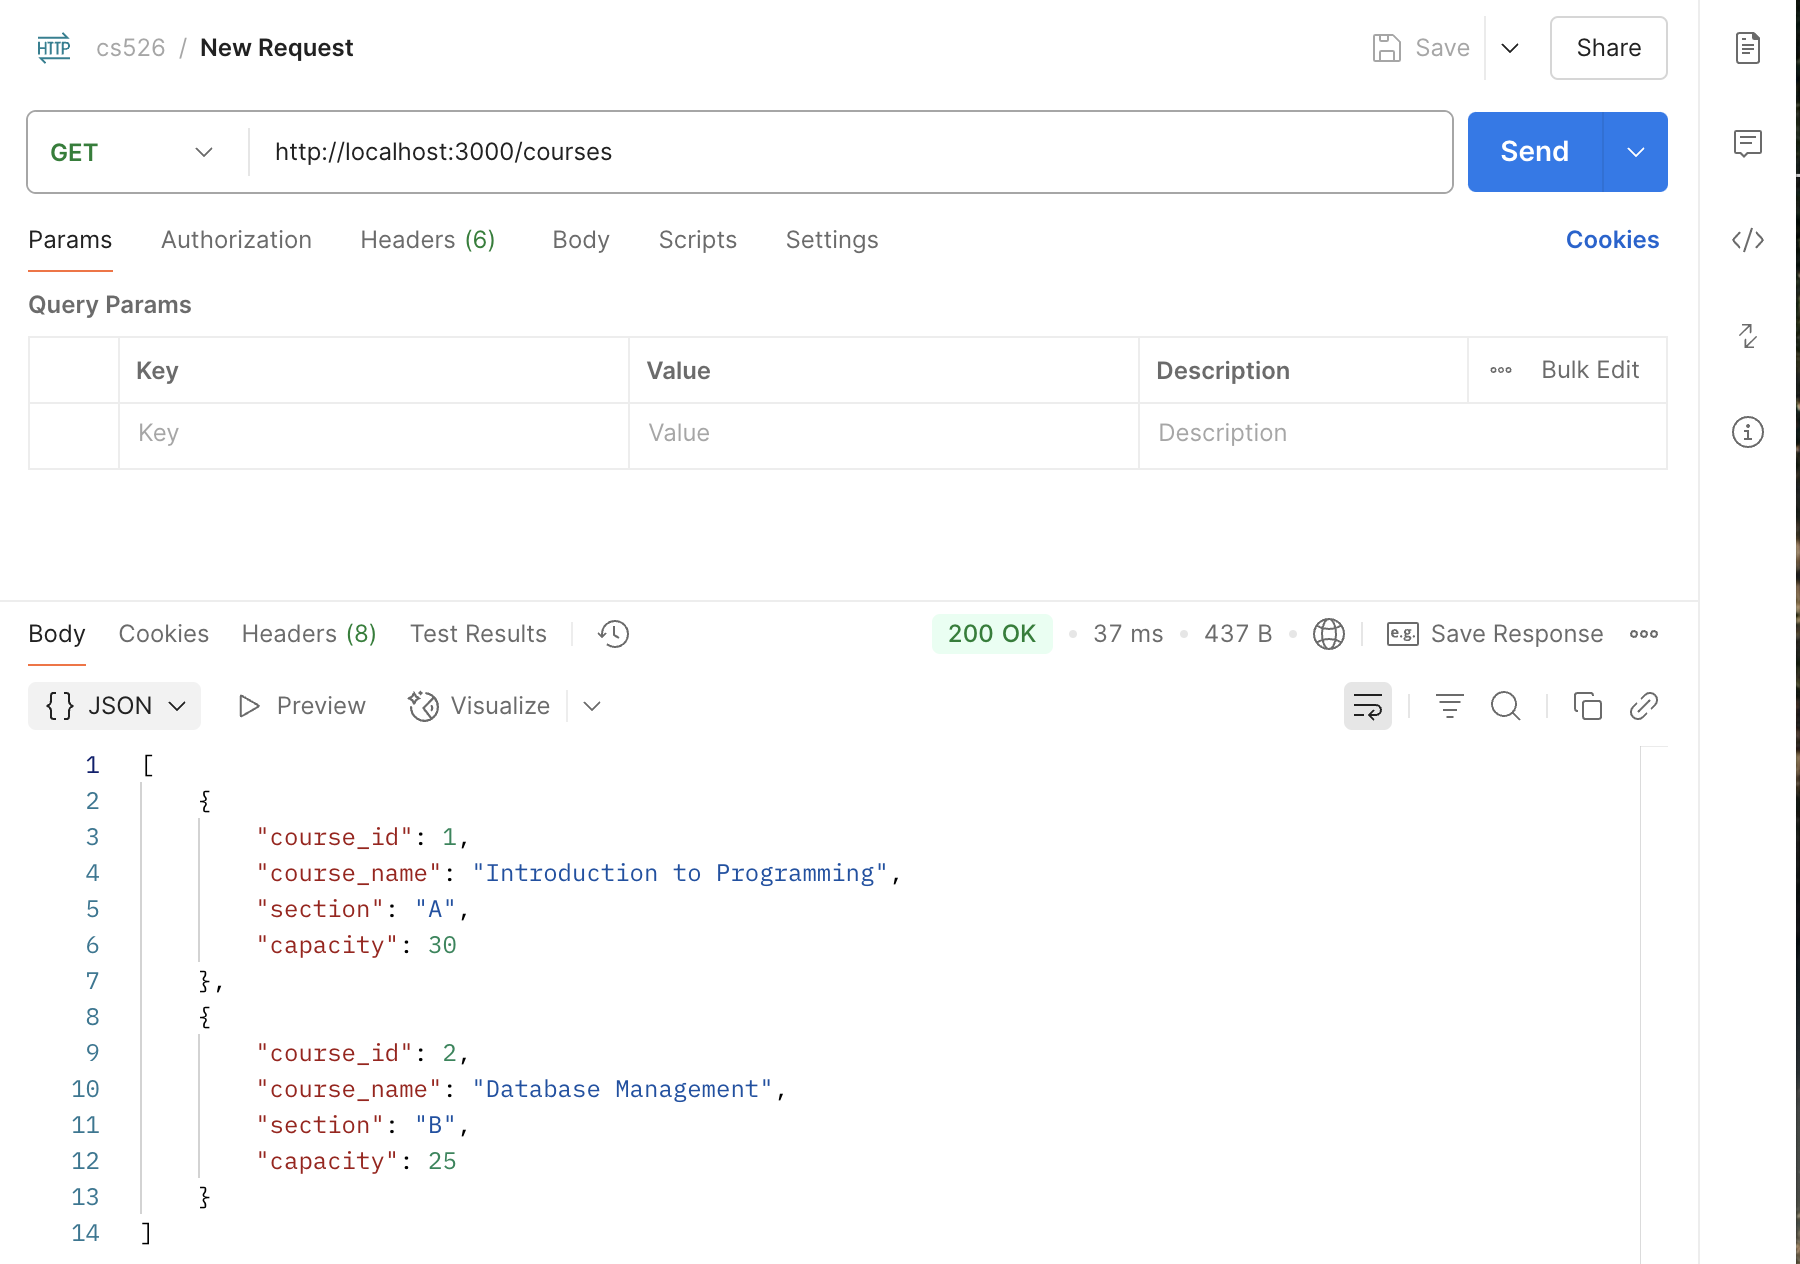 HTTP cs526 / New Request Save Share
GET http://localhost:3000/courses Send
Params Authorization Headers (6) Body Scripts Settings Cookies
Query Params
Key Value Description Bulk Edit
Key Value Description
Body Cookies Headers (8) Test Results 200 OK • 37 ms • 437 B • e.g. Save Response
{} JSON Preview Visualize
1 [
2 {
3 "course_id": 1,
4 "course_name": "Introduction to Programming",
5 "section": "A",
6 "capacity": 30
7 },
8 {
9 "course_id": 2,
10 "course_name": "Database Management",
11 "section": "B",
12 "capacity": 25
13 }
14 ]